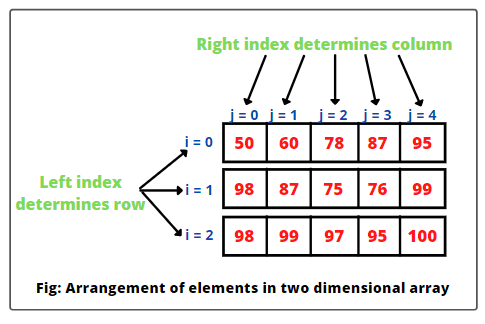 Right index determines column
j = 0 j = 1 j = 2 j = 3 j = 4
i = 0 50 60 78 87 95
Left index
determines row
i = 1 98 87 75 76 99
i = 2 98 99 97 95 100
Fig: Arrangement of elements in two dimensional array